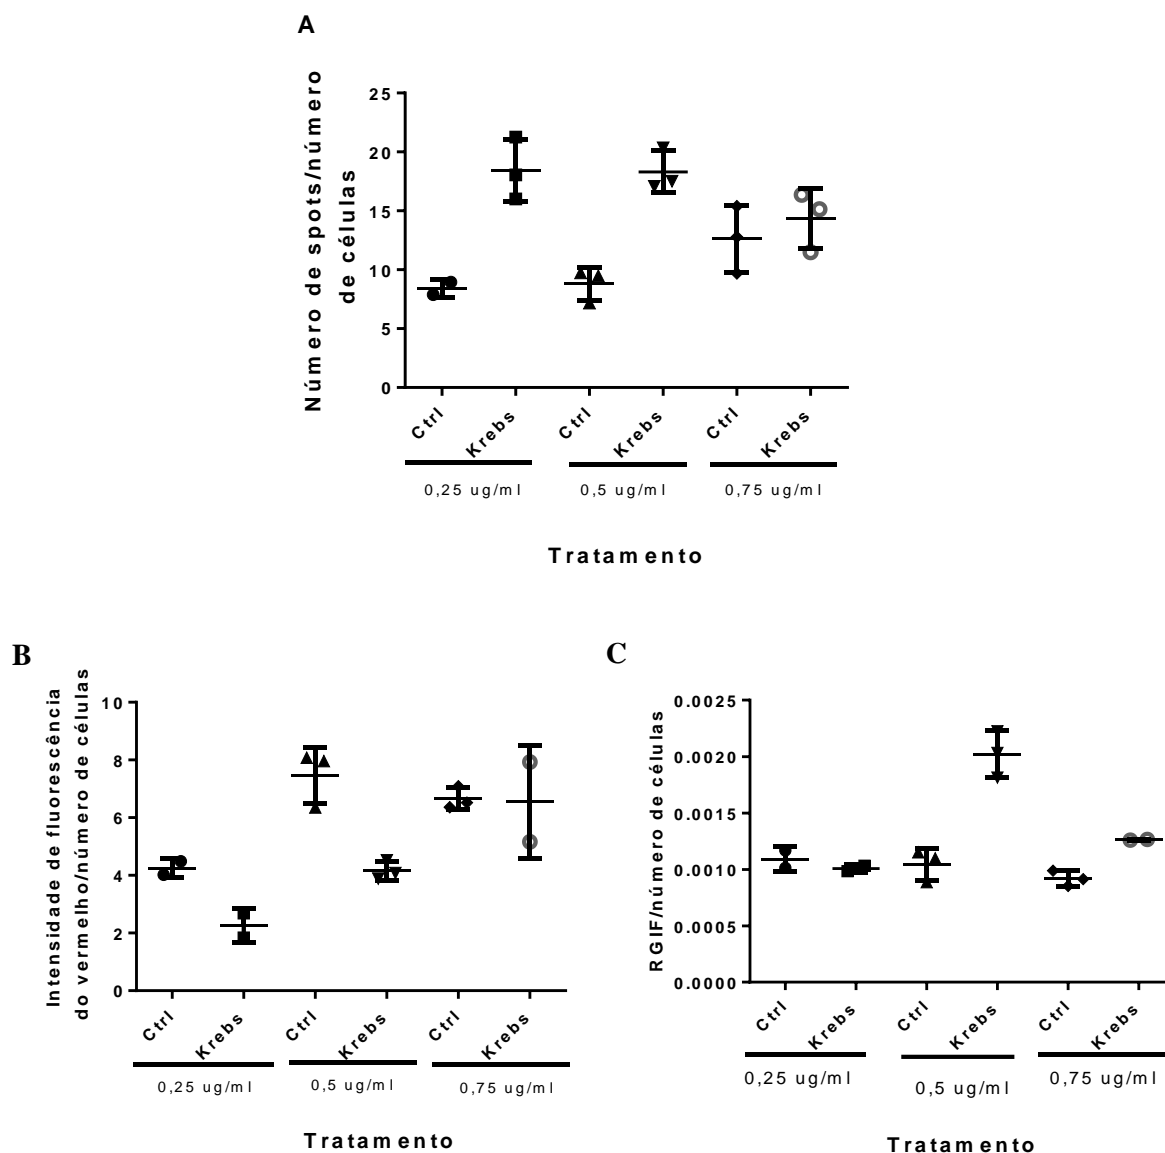 A
Número de spots/número
de células
25
20
15
10
5
0
Ctrl
Krebs
Ctrl
Krebs
Ctrl
Krebs
0,25 ug/ml
0,5 ug/ml
0,75 ug/ml
Tratamento
B
Intensidade de fluorescência
do vermelho/número de células
10
8
6
4
2
0
Ctrl
Krebs
Ctrl
Krebs
Ctrl
Krebs
0,25 ug/ml
0,5 ug/ml
0,75 ug/ml
Tratamento
C
RGIF/número de células
0.0025
0.0020
0.0015
0.0010
0.0005
0.0000
Ctrl
Krebs
Ctrl
Krebs
Ctrl
Krebs
0,25 ug/ml
0,5 ug/ml
0,75 ug/ml
Tratamento